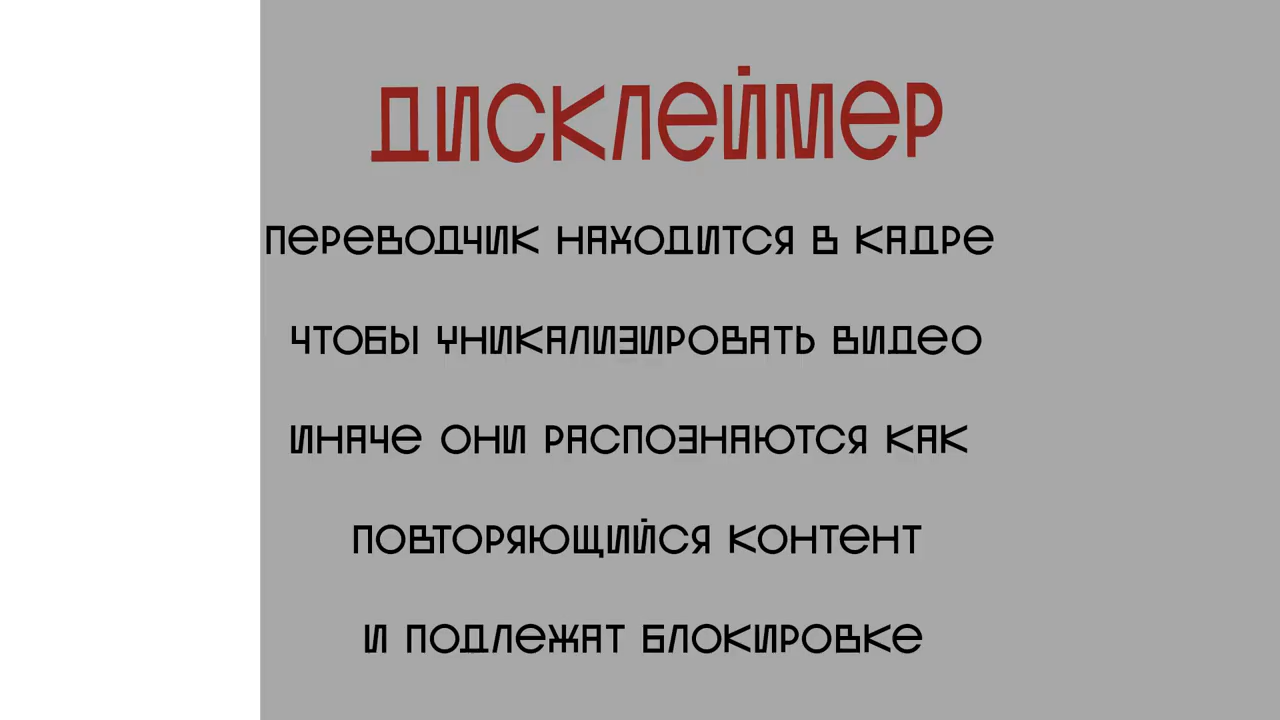 ДИСКЛЕЙМЕР
ПЕРЕВОДЧИК НАХОДИТСЯ В КАДРЕ
ЧТОБЫ УНИКАЛИЗИРОВАТЬ ВИДЕО
ИНАЧЕ ОНИ РАСПОЗНАЮТСЯ КАК
ПОВТОРЯЮЩИЙСЯ КОНТЕНТ
И ПОДЛЕЖАТ БЛОКИРОВКЕ